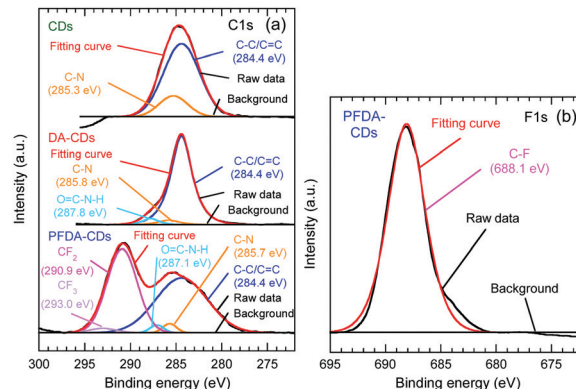 CDs
C1s
(a)
Fitting curve
C-C/C=C
(284.4 eV)
C-N
(285.3 eV)
Raw data
Background
DA-CDs
Fitting curve
C-N
(285.8 eV)
O=C-N-H
(287.8 eV)
C-C/C=C
(284.4 eV)
Raw data
Background
PFDA-CDs
Fitting curve
CF2
(290.9 eV)
CF3
(293.0 eV)
O=C-N-H
(287.1 eV)
C-N
(285.7 eV)
C-C/C=C
(284.4 eV)
Raw data
Background
Intensity (a.u.)
300 295 290 285 280 275
Binding energy (eV)
PFDA-
CDs
F1s
(b)
Fitting curve
C-F
(688.1 eV)
Raw data
Background
Intensity (a.u.)
695 690 685 680 675
Binding energy (eV)